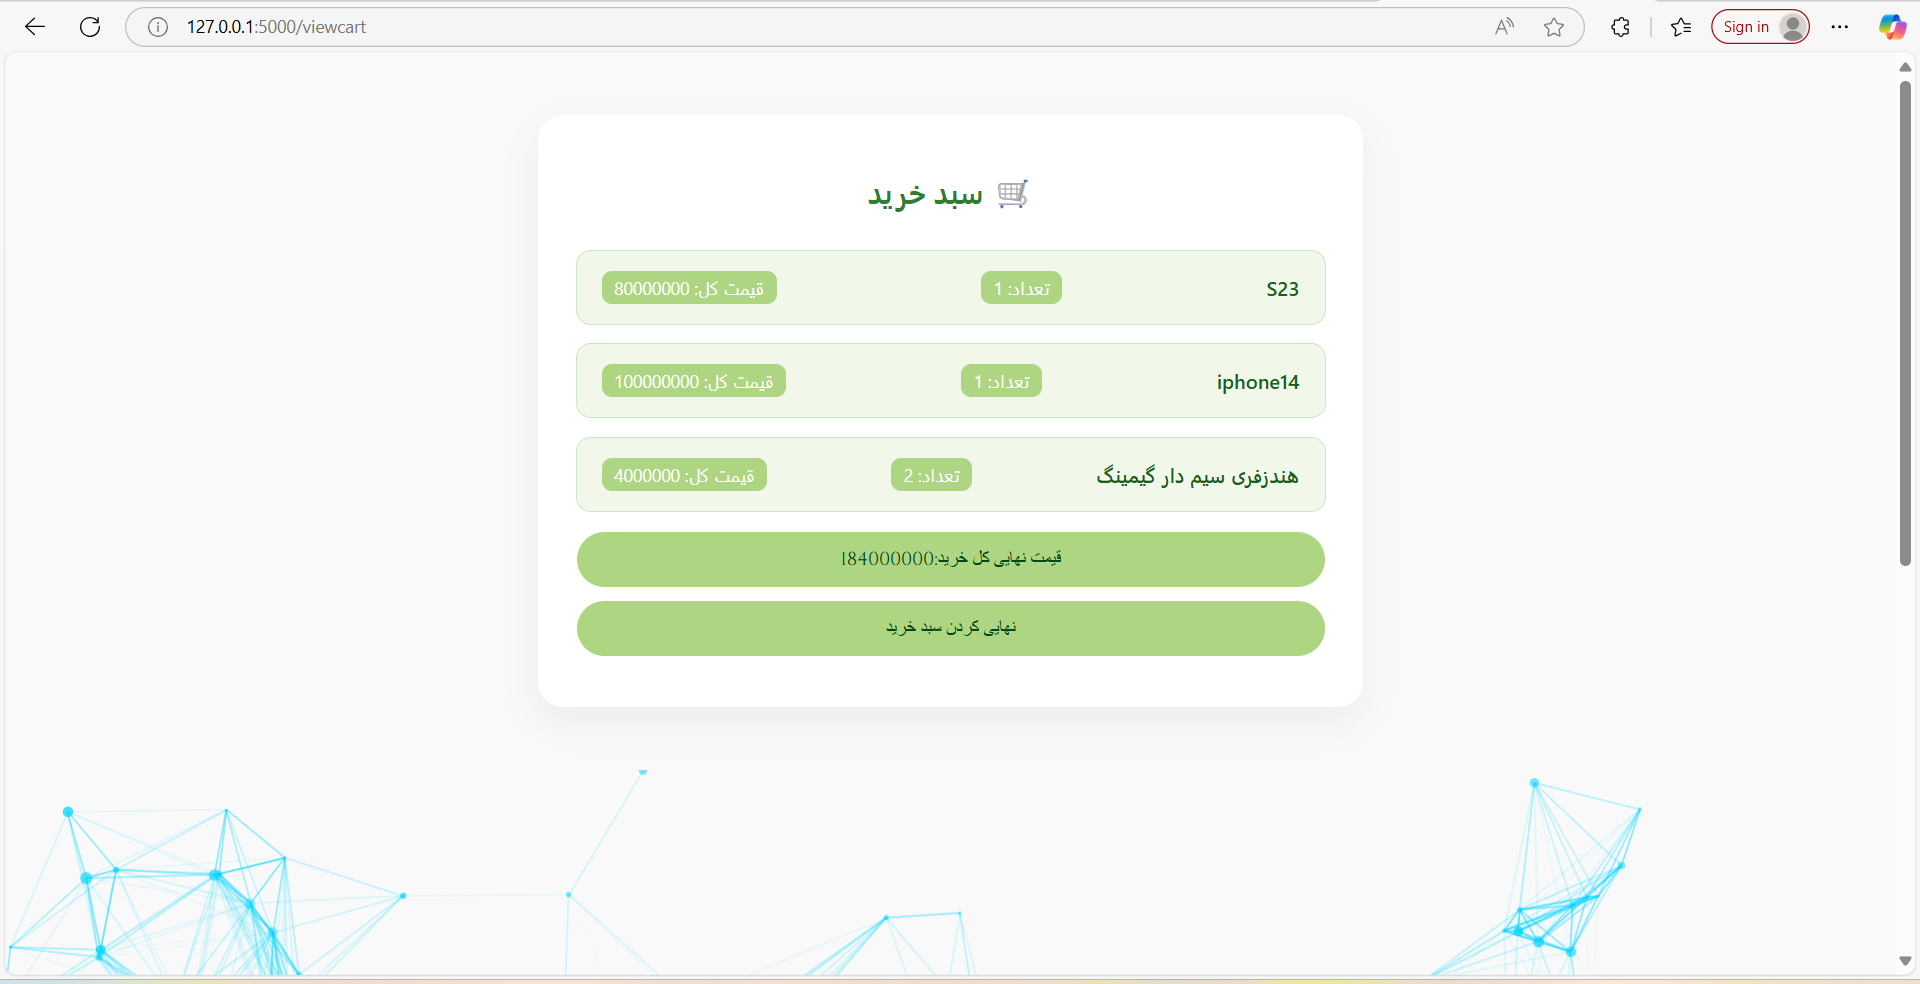 127.0.0.1:5000/viewcart
Sign in
سبد خرید
S23 تعداد: 1 قیمت کل: 80000000
iphone14 تعداد: 1 قیمت کل: 100000000
هندزفری سیم دار گیمینگ تعداد: 2 قیمت کل: 4000000
قیمت نهایی کل خرید:184000000
نهایی کردن سبد خرید